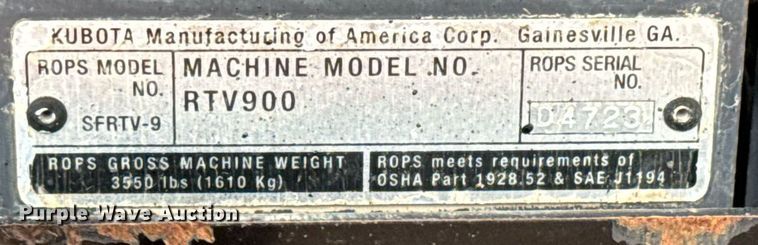 KUBOTA Manufacturing of America Corp. Gainesville GA.
ROPS MODEL NO.
SFRTV-9
MACHINE MODEL NO.
RTV900
ROPS SERIAL NO.
D4723
ROPS GROSS MACHINE WEIGHT
3550 lbs (1610 Kg)
ROPS meets requirements of
OSHA Part 1928.52 & SAE J1194
Purple Wave Auction